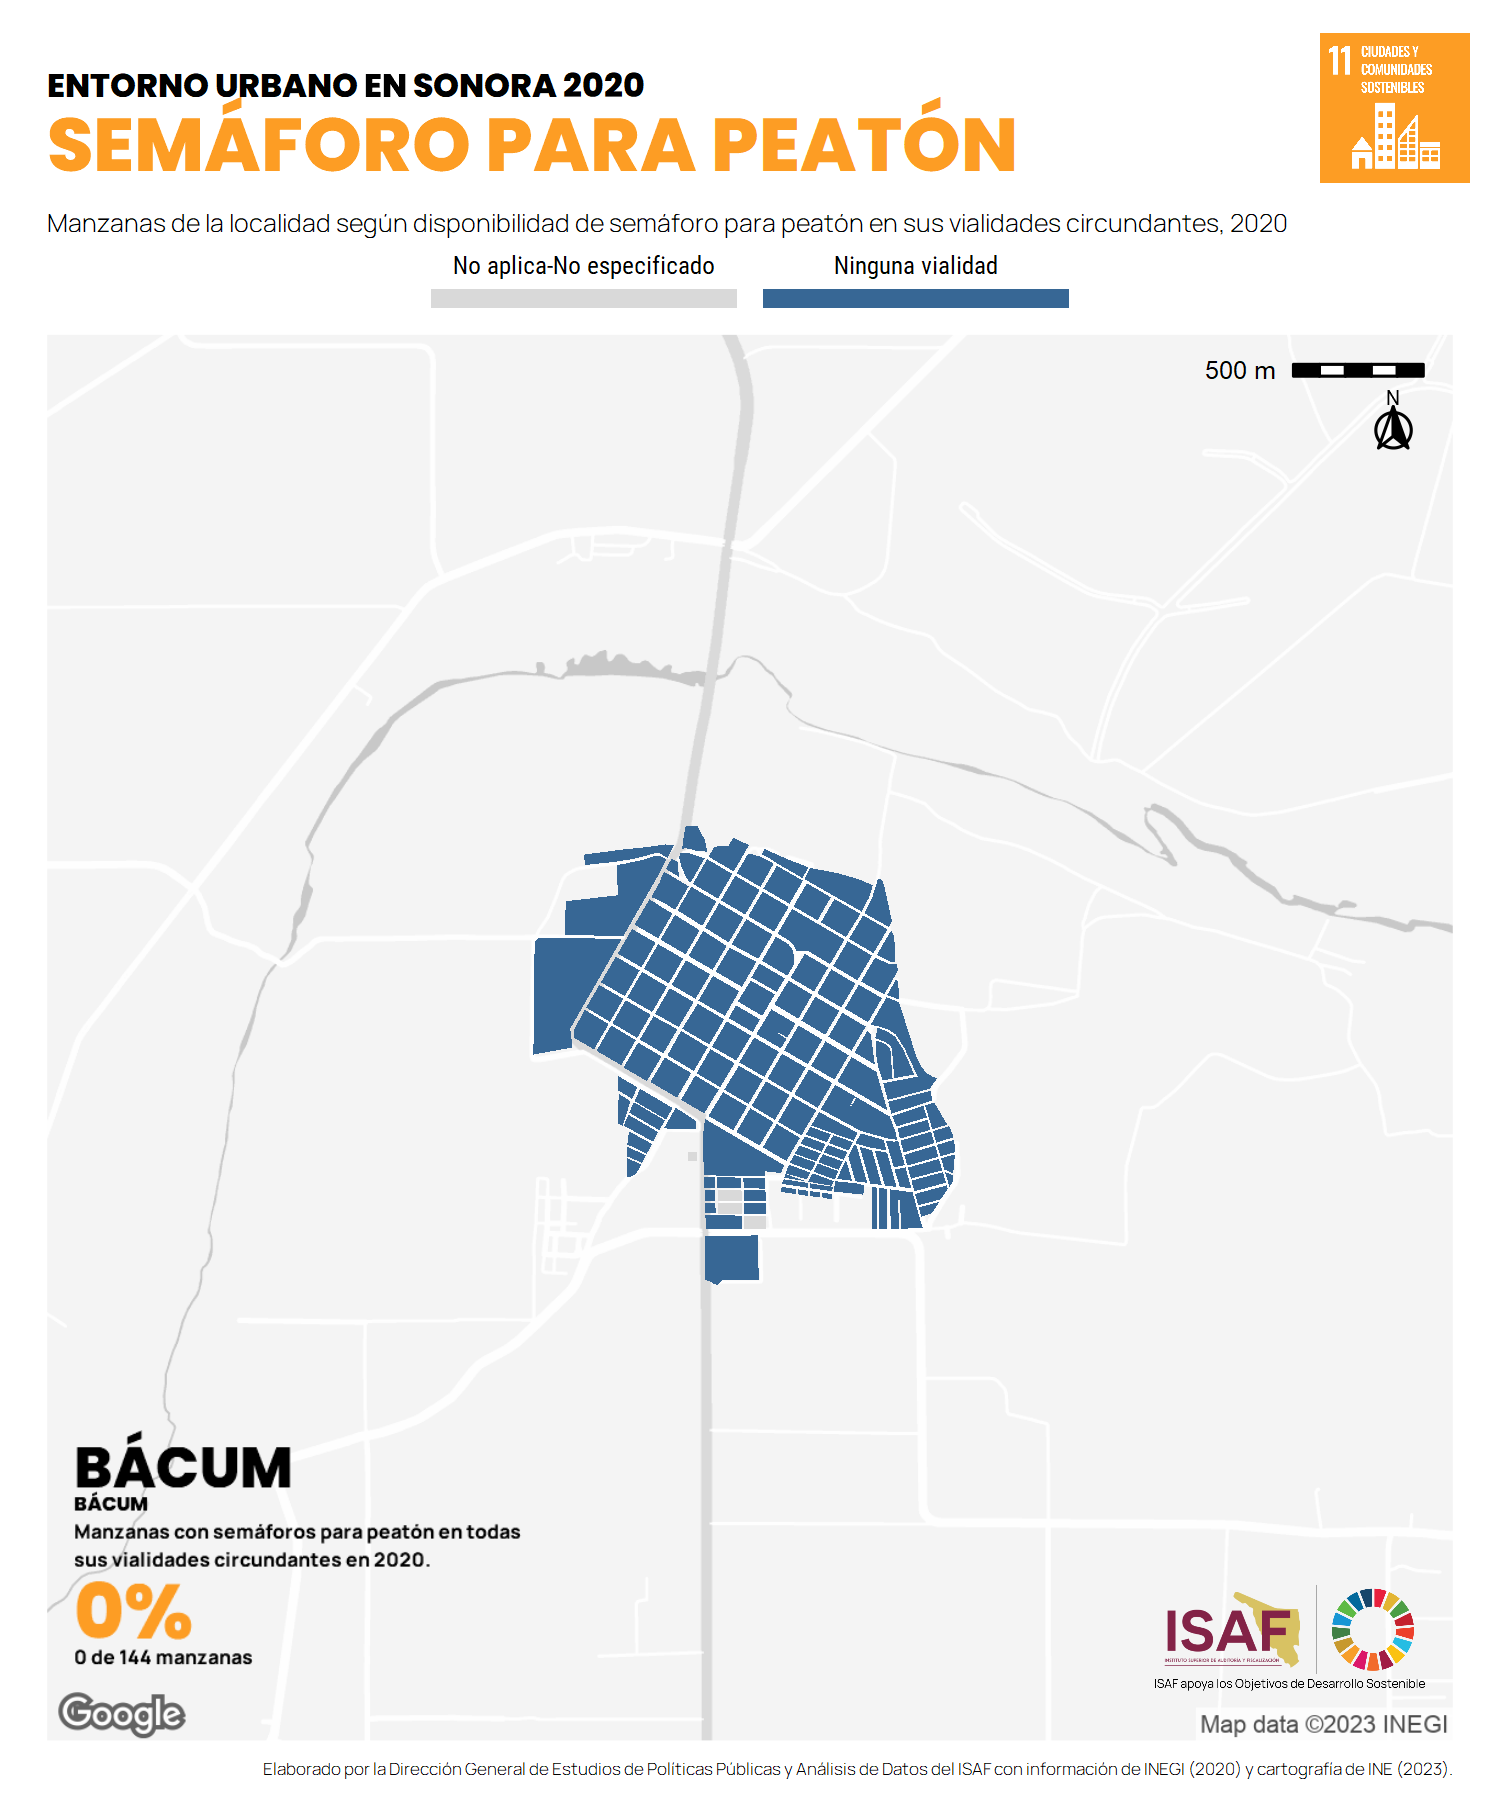 ENTORNO URBANO EN SONORA 2020
SEMÁFORO PARA PEATÓN
11 CIUDADES Y
COMUNIDADES
SOSTENIBLES
Manzanas de la localidad según disponibilidad de semáforo para peatón en sus vialidades circundantes, 2020
No aplica-No especificado
Ninguna vialidad
500 m
N
BÁCUM
BÁCUM
Manzanas con semáforos para peatón en todas
sus vialidades circundantes en 2020.
0%
0 de 144 manzanas
Google
ISAF
INSTITUTO SUPERIOR DE AUDITORÍA Y FISCALIZACIÓN
ISAF apoya los Objetivos de Desarrollo Sostenible
Map data ©2023 INEGI
Elaborado por la Dirección General de Estudios de Políticas Públicas y Análisis de Datos del ISAF con información de INEGI (2020) y cartografía de INE (2023).